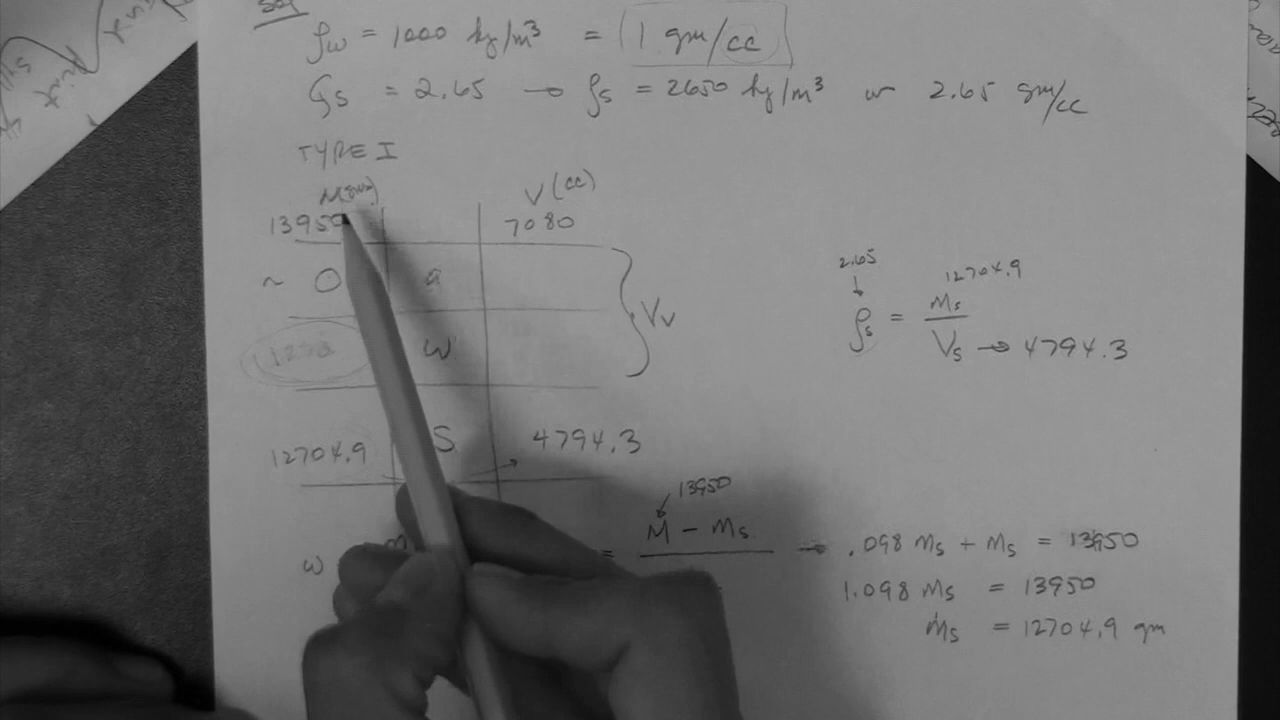 Sol
ρw = 1000 kg/m³ = 1 gm/cc
Gs = 2.65 → ρs = 2650 kg/m³ or 2.65 gm/cc
TYPE I
M(gm) V(cc)
13950 7080
~ 0 a
w Vv
12704.9 S 4794.3
2.65
ρs = Ms / Vs → 4794.3
12704.9
13950
w = M - Ms → .098 Ms + Ms = 13950
1.098 Ms = 13950
Ms = 12704.9 gm